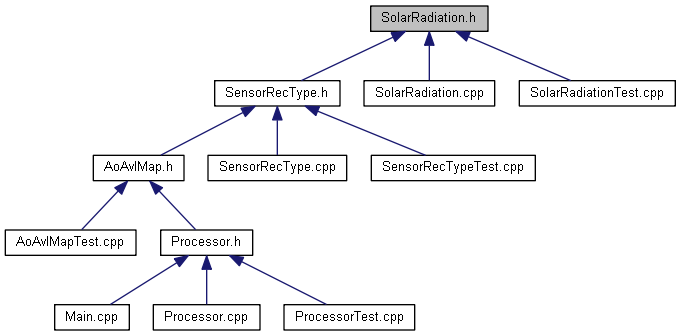 SolarRadiation.h
SensorRecType.h
SolarRadiation.cpp
SolarRadiationTest.cpp
AoAvlMap.h
SensorRecType.cpp
SensorRecTypeTest.cpp
AoAvlMapTest.cpp
Processor.h
Main.cpp
Processor.cpp
ProcessorTest.cpp